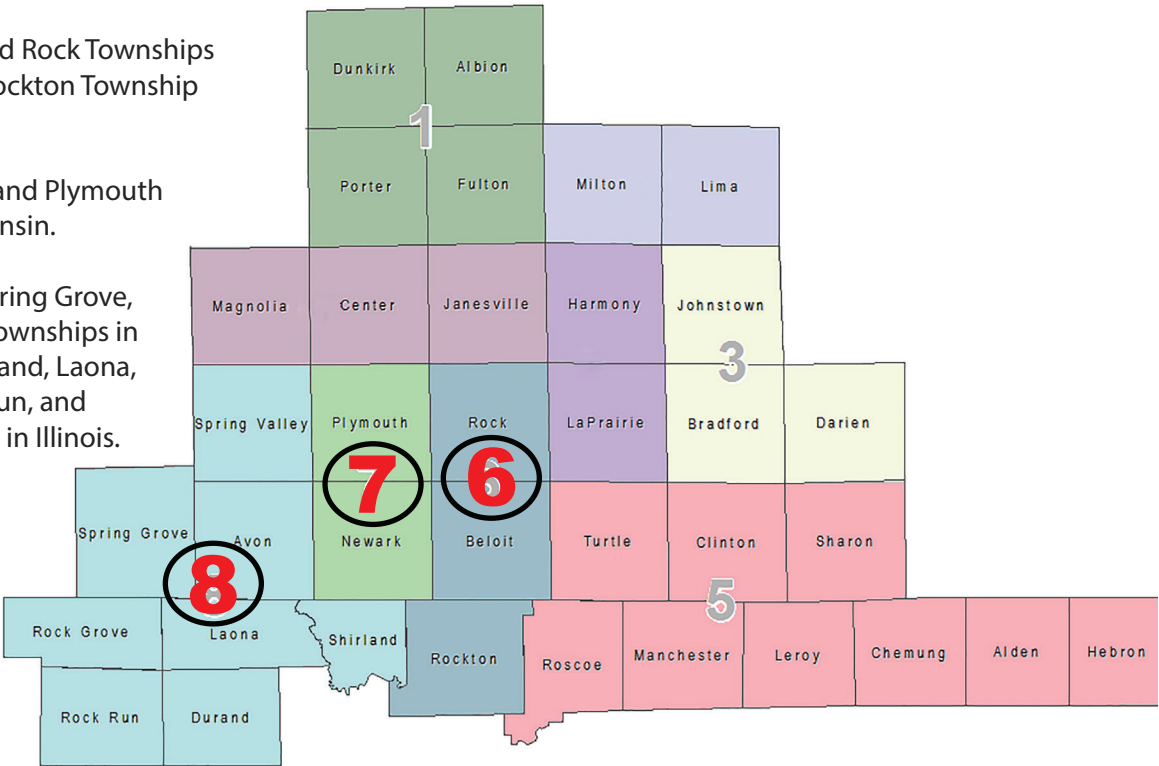 d Rock Townships
ockton Township
and Plymouth
nsin.
ring Grove,
ownships in
and, Laona,
un, and
in Illinois.
Dunkirk Albion
1
Porter Fulton Milton Lima
Magnolia Center Janesville Harmony Johnstown
3
Spring Valley Plymouth Rock LaPrairie Bradford Darien
7 6
Spring Grove Avon Newark Beloit Turtle Clinton Sharon
8 5
Rock Grove Laona Shirland Rockton Roscoe Manchester Leroy Chemung Alden Hebron
Rock Run Durand